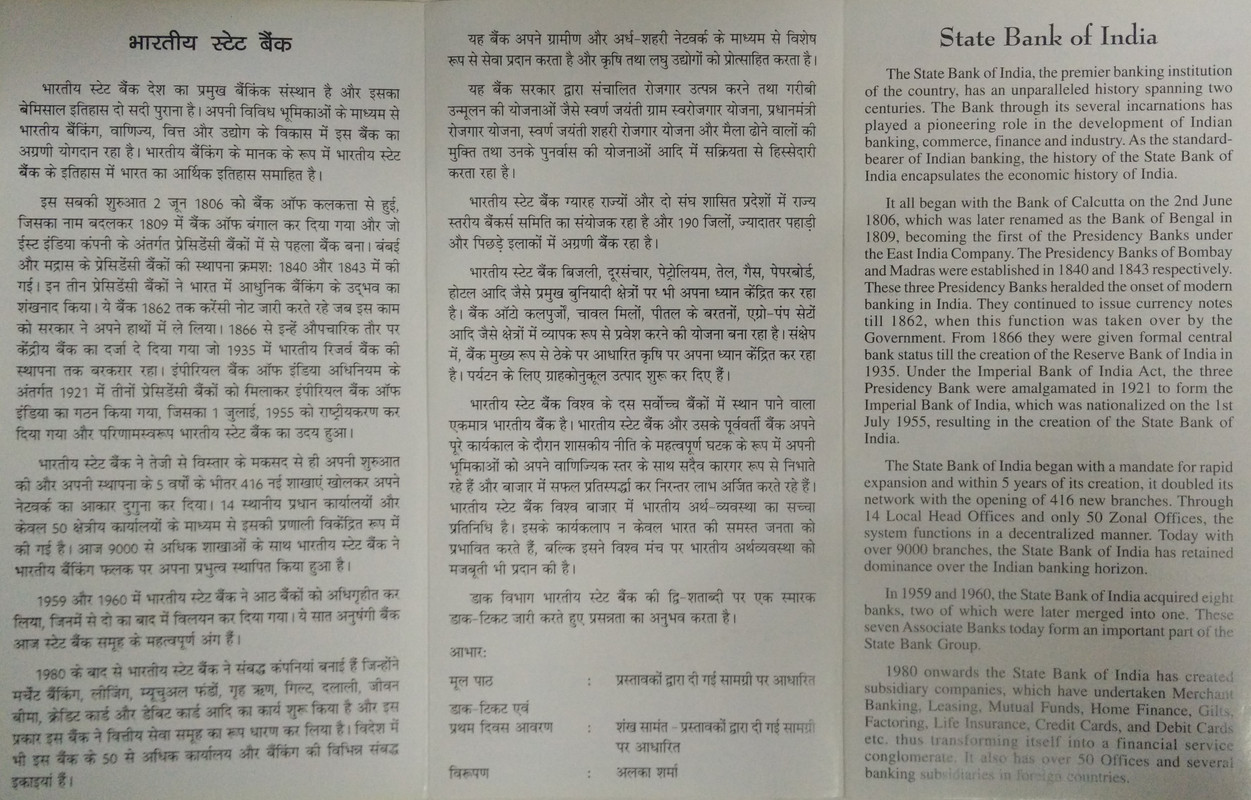 भारतीय स्टेट बैंक
भारतीय स्टेट बैंक देश का प्रमुख बैंकिंक संस्थान है और इसका
बेमिसाल इतिहास दो सदी पुराना है। अपनी विविध भूमिकाओं के माध्यम से
भारतीय बैंकिंग, वाणिज्य, वित्त और उद्योग के विकास में इस बैंक का
अग्रणी योगदान रहा है। भारतीय बैंकिंग के मानक के रूप में भारतीय स्टेट
बैंक के इतिहास में भारत का आर्थिक इतिहास समाहित है।
इस सबकी शुरुआत 2 जून 1806 को बैंक ऑफ कलकत्ता से हुई,
जिसका नाम बदलकर 1809 में बैंक ऑफ बंगाल कर दिया गया और जो
ईस्ट इंडिया कंपनी के अंतर्गत प्रेसिडेंसी बैंकों में से पहला बैंक बना। बंबई
और मद्रास के प्रेसिडेंसी बैंकों की स्थापना क्रमश: 1840 और 1843 में की
गई। इन तीन प्रेसिडेंसी बैंकों ने भारत में आधुनिक बैंकिंग के उद्‌भव का
शंखनाद किया। ये बैंक 1862 तक करेंसी नोट जारी करते रहे जब इस काम
को सरकार ने अपने हाथों में ले लिया। 1866 से इन्हें औपचारिक तौर पर
केंद्रीय बैंक का दर्जा दे दिया गया जो 1935 में भारतीय रिजर्व बैंक की
स्थापना तक बरकरार रहा। इंपीरियल बैंक ऑफ इंडिया अधिनियम के
अंतर्गत 1921 में तीनों प्रेसिडेंसी बैंकों को मिलाकर इंपीरियल बैंक ऑफ
इंडिया का गठन किया गया, जिसका 1 जुलाई, 1955 को राष्ट्रीयकरण कर
दिया गया और परिणामस्वरूप भारतीय स्टेट बैंक का उदय हुआ।
भारतीय स्टेट बैंक ने तेजी से विस्तार के मकसद से ही अपनी शुरुआत
की और अपनी स्थापना के 5 वर्षों के भीतर 416 नई शाखाएं खोलकर अपने
नेटवर्क का आकार दुगुना कर दिया। 14 स्थानीय प्रधान कार्यालयों और
केवल 50 क्षेत्रीय कार्यालयों के माध्यम से इसकी प्रणाली विकेंद्रित रूप में
की गई है। आज 9000 से अधिक शाखाओं के साथ भारतीय स्टेट बैंक ने
भारतीय बैंकिंग फलक पर अपना प्रभुत्व स्थापित किया हुआ है।
1959 और 1960 में भारतीय स्टेट बैंक ने आठ बैंकों को अधिगृहीत कर
लिया, जिनमें से दो का बाद में विलयन कर दिया गया। ये सात अनुषंगी बैंक
आज स्टेट बैंक समूह के महत्वपूर्ण अंग हैं।
1980 के बाद से भारतीय स्टेट बैंक ने संबद्ध कंपनियां बनाई हैं जिन्होंने
मर्चेंट बैंकिंग, लीजिंग, म्यूचुअल फंडों, गृह ऋण, गिल्ट, दलाली, जीवन
बीमा, क्रेडिट कार्ड और डेबिट कार्ड आदि का कार्य शुरू किया है और इस
प्रकार इस बैंक ने वित्तीय सेवा समूह का रूप धारण कर लिया है। विदेश में
भी इस बैंक के 50 से अधिक कार्यालय और बैंकिंग की विभिन्न संबद्ध
इकाइयां हैं।
यह बैंक अपने ग्रामीण और अर्ध-शहरी नेटवर्क के माध्यम से विशेष
रूप से सेवा प्रदान करता है और कृषि तथा लघु उद्योगों को प्रोत्साहित करता है।
यह बैंक सरकार द्वारा संचालित रोजगार उत्पन्न करने तथा गरीबी
उन्मूलन की योजनाओं जैसे स्वर्ण जयंती ग्राम स्वरोजगार योजना, प्रधानमंत्री
रोजगार योजना, स्वर्ण जयंती शहरी रोजगार योजना और मैला ढोने वालों की
मुक्ति तथा उनके पुनर्वास की योजनाओं आदि में सक्रियता से हिस्सेदारी
करता रहा है।
भारतीय स्टेट बैंक ग्यारह राज्यों और दो संघ शासित प्रदेशों में राज्य
स्तरीय बैंकर्स समिति का संयोजक रहा है और 190 जिलों, ज्यादातर पहाड़ी
और पिछड़े इलाकों में अग्रणी बैंक रहा है।
भारतीय स्टेट बैंक बिजली, दूरसंचार, पेट्रोलियम, तेल, गैस, पेपरबोर्ड,
होटल आदि जैसे प्रमुख बुनियादी क्षेत्रों पर भी अपना ध्यान केंद्रित कर रहा
है। बैंक ऑटो कलपुर्जों, चावल मिलों, पीतल के बरतनों, एग्रो-पंप सेटों
आदि जैसे क्षेत्रों में व्यापक रूप से प्रवेश करने की योजना बना रहा है। संक्षेप
में, बैंक मुख्य रूप से ठेके पर आधारित कृषि पर अपना ध्यान केंद्रित कर रहा
है। पर्यटन के लिए ग्राहकोनुकूल उत्पाद शुरू कर दिए हैं।
भारतीय स्टेट बैंक विश्व के दस सर्वोच्च बैंकों में स्थान पाने वाला
एकमात्र भारतीय बैंक है। भारतीय स्टेट बैंक और उसके पूर्ववर्ती बैंक अपने
पूरे कार्यकाल के दौरान शासकीय नीति के महत्वपूर्ण घटक के रूप में अपनी
भूमिकाओं को अपने वाणिज्यिक स्तर के साथ सदैव कारगर रूप से निभाते
रहे हैं और बाजार में सफल प्रतिस्पर्द्धा कर निरन्तर लाभ अर्जित करते रहे हैं।
भारतीय स्टेट बैंक विश्व बाजार में भारतीय अर्थ-व्यवस्था का सच्चा
प्रतिनिधि है। इसके कार्यकलाप न केवल भारत की समस्त जनता को
प्रभावित करते हैं, बल्कि इसने विश्व मंच पर भारतीय अर्थव्यवस्था को
मजबूती भी प्रदान की है।
डाक विभाग भारतीय स्टेट बैंक की द्वि-शताब्दी पर एक स्मारक
डाक-टिकट जारी करते हुए प्रसन्नता का अनुभव करता है।
आभार:
मूल पाठ : प्रस्तावकों द्वारा दी गई सामग्री पर आधारित
डाक-टिकट एवं
प्रथम दिवस आवरण : शंख सामंत - प्रस्तावकों द्वारा दी गई सामग्री
पर आधारित
विरूपण : अलका शर्मा
State Bank of India
The State Bank of India, the premier banking institution
of the country, has an unparalleled history spanning two
centuries. The Bank through its several incarnations has
played a pioneering role in the development of Indian
banking, commerce, finance and industry. As the standard-
bearer of Indian banking, the history of the State Bank of
India encapsulates the economic history of India.
It all began with the Bank of Calcutta on the 2nd June
1806, which was later renamed as the Bank of Bengal in
1809, becoming the first of the Presidency Banks under
the East India Company. The Presidency Banks of Bombay
and Madras were established in 1840 and 1843 respectively.
These three Presidency Banks heralded the onset of modern
banking in India. They continued to issue currency notes
till 1862, when this function was taken over by the
Government. From 1866 they were given formal central
bank status till the creation of the Reserve Bank of India in
1935. Under the Imperial Bank of India Act, the three
Presidency Bank were amalgamated in 1921 to form the
Imperial Bank of India, which was nationalized on the 1st
July 1955, resulting in the creation of the State Bank of
India.
The State Bank of India began with a mandate for rapid
expansion and within 5 years of its creation, it doubled its
network with the opening of 416 new branches. Through
14 Local Head Offices and only 50 Zonal Offices, the
system functions in a decentralized manner. Today with
over 9000 branches, the State Bank of India has retained
dominance over the Indian banking horizon.
In 1959 and 1960, the State Bank of India acquired eight
banks, two of which were later merged into one. These
seven Associate Banks today form an important part of the
State Bank Group.
1980 onwards the State Bank of India has created
subsidiary companies, which have undertaken Merchant
Banking, Leasing, Mutual Funds, Home Finance, Gilts,
Factoring, Life Insurance, Credit Cards, and Debit Cards
etc. thus transforming itself into a financial service
conglomerate. It also has over 50 Offices and several
banking subsidiaries in foreign countries.